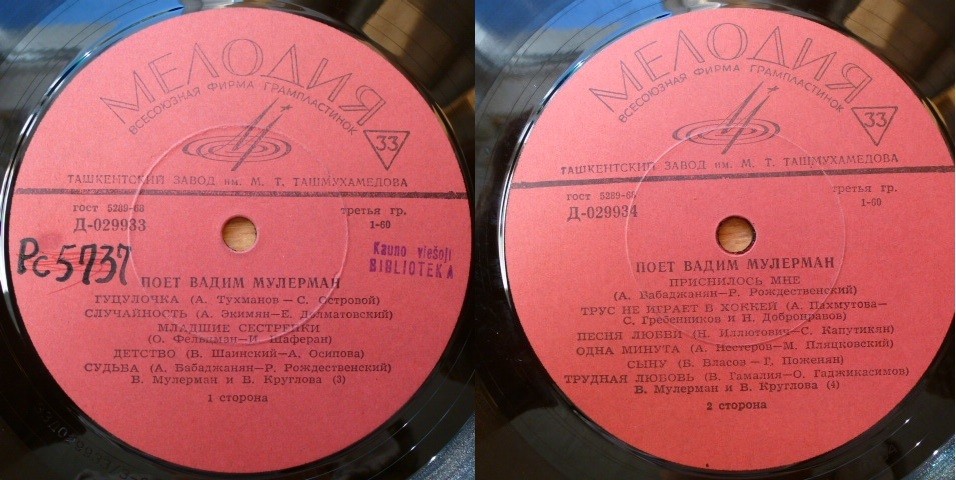 МЕЛОДИЯ
ВСЕСОЮЗНАЯ ФИРМА ГРАМПЛАСТИНОК
33
ТАШКЕНТСКИЙ ЗАВОД им. М. Т. ТАШМУХАМЕДОВА
гост 5289-68
третья гр.
Д-029933
1-60
Рс5737
Kauno viešoji
BIBLIOTEKA
ПОЕТ ВАДИМ МУЛЕРМАН
ГУЦУЛОЧКА (А. Тухманов—С. Островой)
СЛУЧАЙНОСТЬ (А. Экимян—Е. Долматовский)
МЛАДШИЕ СЕСТРЕНКИ
(О. Фельцман—И. Шаферан)
ДЕТСТВО (В. Шаинский—А. Осипова)
СУДЬБА (А. Бабаджанян—Р. Рождественский)
В. Мулерман и В. Круглова (3)
1 сторона
МЕЛОДИЯ
ВСЕСОЮЗНАЯ ФИРМА ГРАМПЛАСТИНОК
33
ТАШКЕНТСКИЙ ЗАВОД им. М. Т. ТАШМУХАМЕДОВА
гост 5289-68
третья гр.
Д-029934
1-60
ПОЕТ ВАДИМ МУЛЕРМАН
ПРИСНИЛОСЬ МНЕ
(А. Бабаджанян—Р. Рождественский)
ТРУС НЕ ИГРАЕТ В ХОККЕЙ (А. Пахмутова—
С. Гребенников и Н. Добронравов)
ПЕСНЯ ЛЮБВИ (Н. Иллютович—С. Капутикян)
ОДНА МИНУТА (А. Нестеров—М. Пляцковский)
СЫНУ (В. Власов—Г. Поженян)
ТРУДНАЯ ЛЮБОВЬ (В. Гамалия—О. Гаджикасимов)
В. Мулерман и В. Круглова (4)
2 сторона